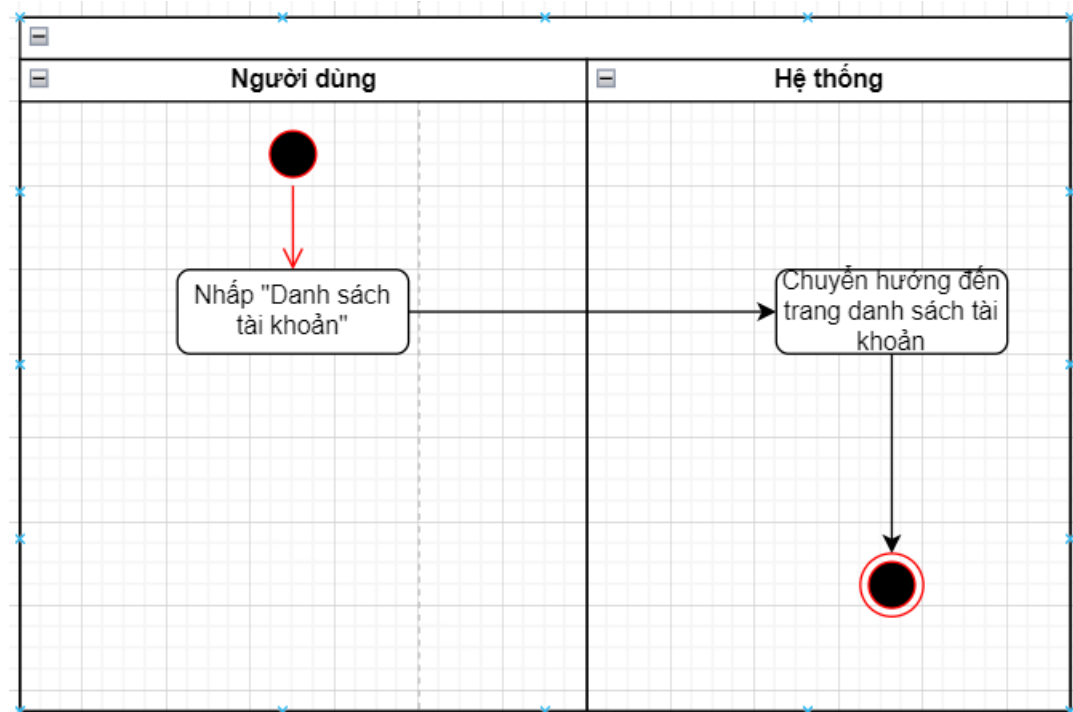 Người dùng
Hệ thống
Nhấp "Danh sách
tài khoản"
Chuyển hướng đến
trang danh sách tài
khoản